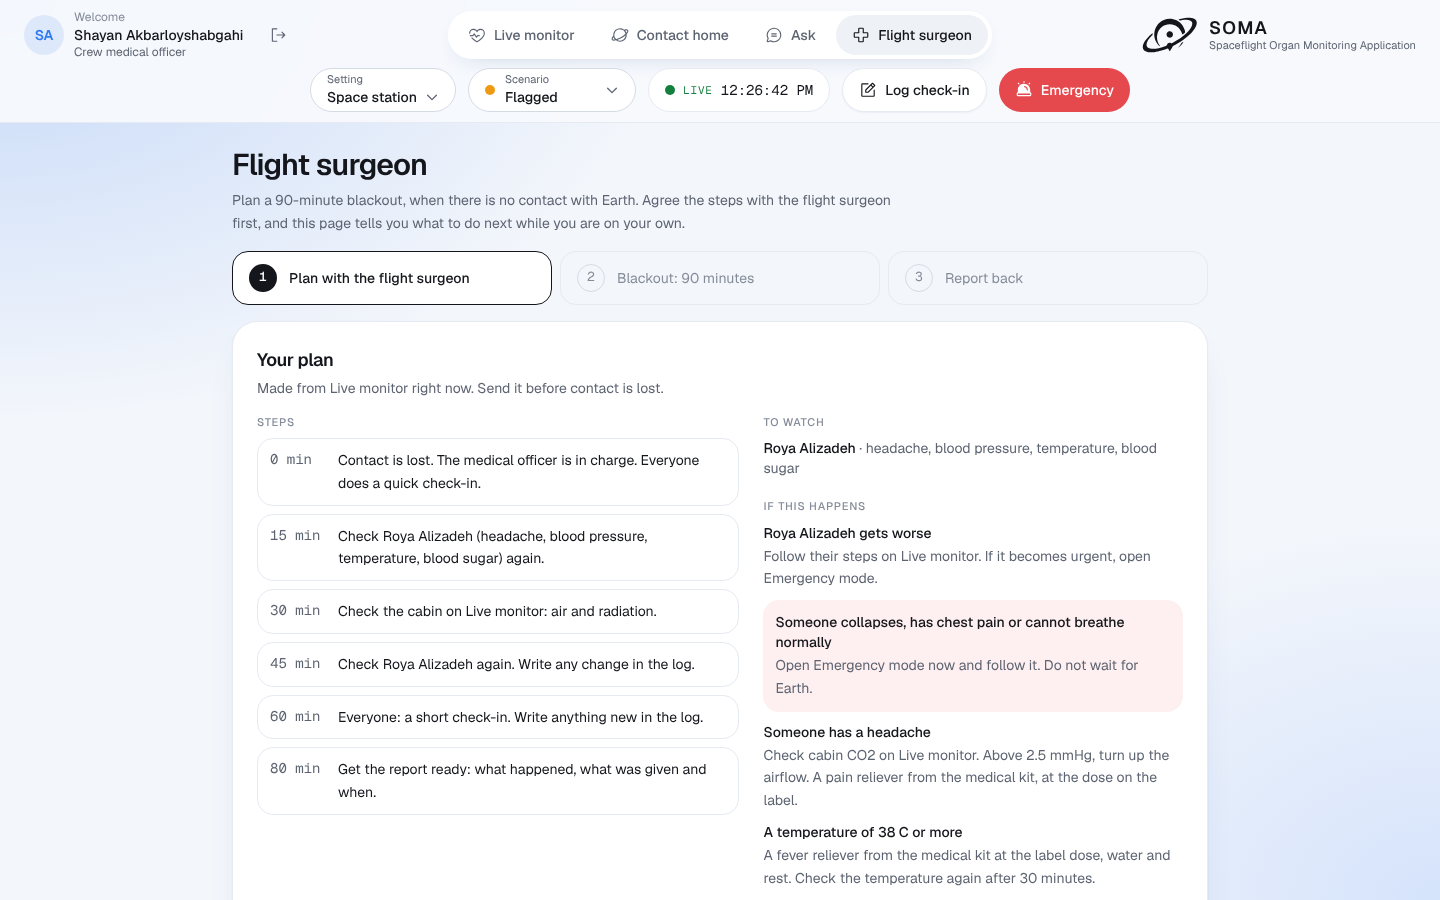 SA
Welcome
Shayan Akbarloyshabgahi
Crew medical officer
Live monitor
Contact home
Ask
Flight surgeon
SOMA
Spaceflight Organ Monitoring Application
Setting
Space station
Scenario
Flagged
LIVE 12:26:42 PM
Log check-in
Emergency
Flight surgeon
Plan a 90-minute blackout, when there is no contact with Earth. Agree the steps with the flight surgeon
first, and this page tells you what to do next while you are on your own.
1 Plan with the flight surgeon
2 Blackout: 90 minutes
3 Report back
Your plan
Made from Live monitor right now. Send it before contact is lost.
STEPS
0 min Contact is lost. The medical officer is in charge. Everyone
does a quick check-in.
15 min Check Roya Alizadeh (headache, blood pressure,
temperature, blood sugar) again.
30 min Check the cabin on Live monitor: air and radiation.
45 min Check Roya Alizadeh again. Write any change in the log.
60 min Everyone: a short check-in. Write anything new in the log.
80 min Get the report ready: what happened, what was given and
when.
TO WATCH
Roya Alizadeh · headache, blood pressure, temperature, blood
sugar
IF THIS HAPPENS
Roya Alizadeh gets worse
Follow their steps on Live monitor. If it becomes urgent, open
Emergency mode.
Someone collapses, has chest pain or cannot breathe
normally
Open Emergency mode now and follow it. Do not wait for
Earth.
Someone has a headache
Check cabin CO2 on Live monitor. Above 2.5 mmHg, turn up the
airflow. A pain reliever from the medical kit, at the dose on the
label.
A temperature of 38 C or more
A fever reliever from the medical kit at the label dose, water and
rest. Check the temperature again after 30 minutes.